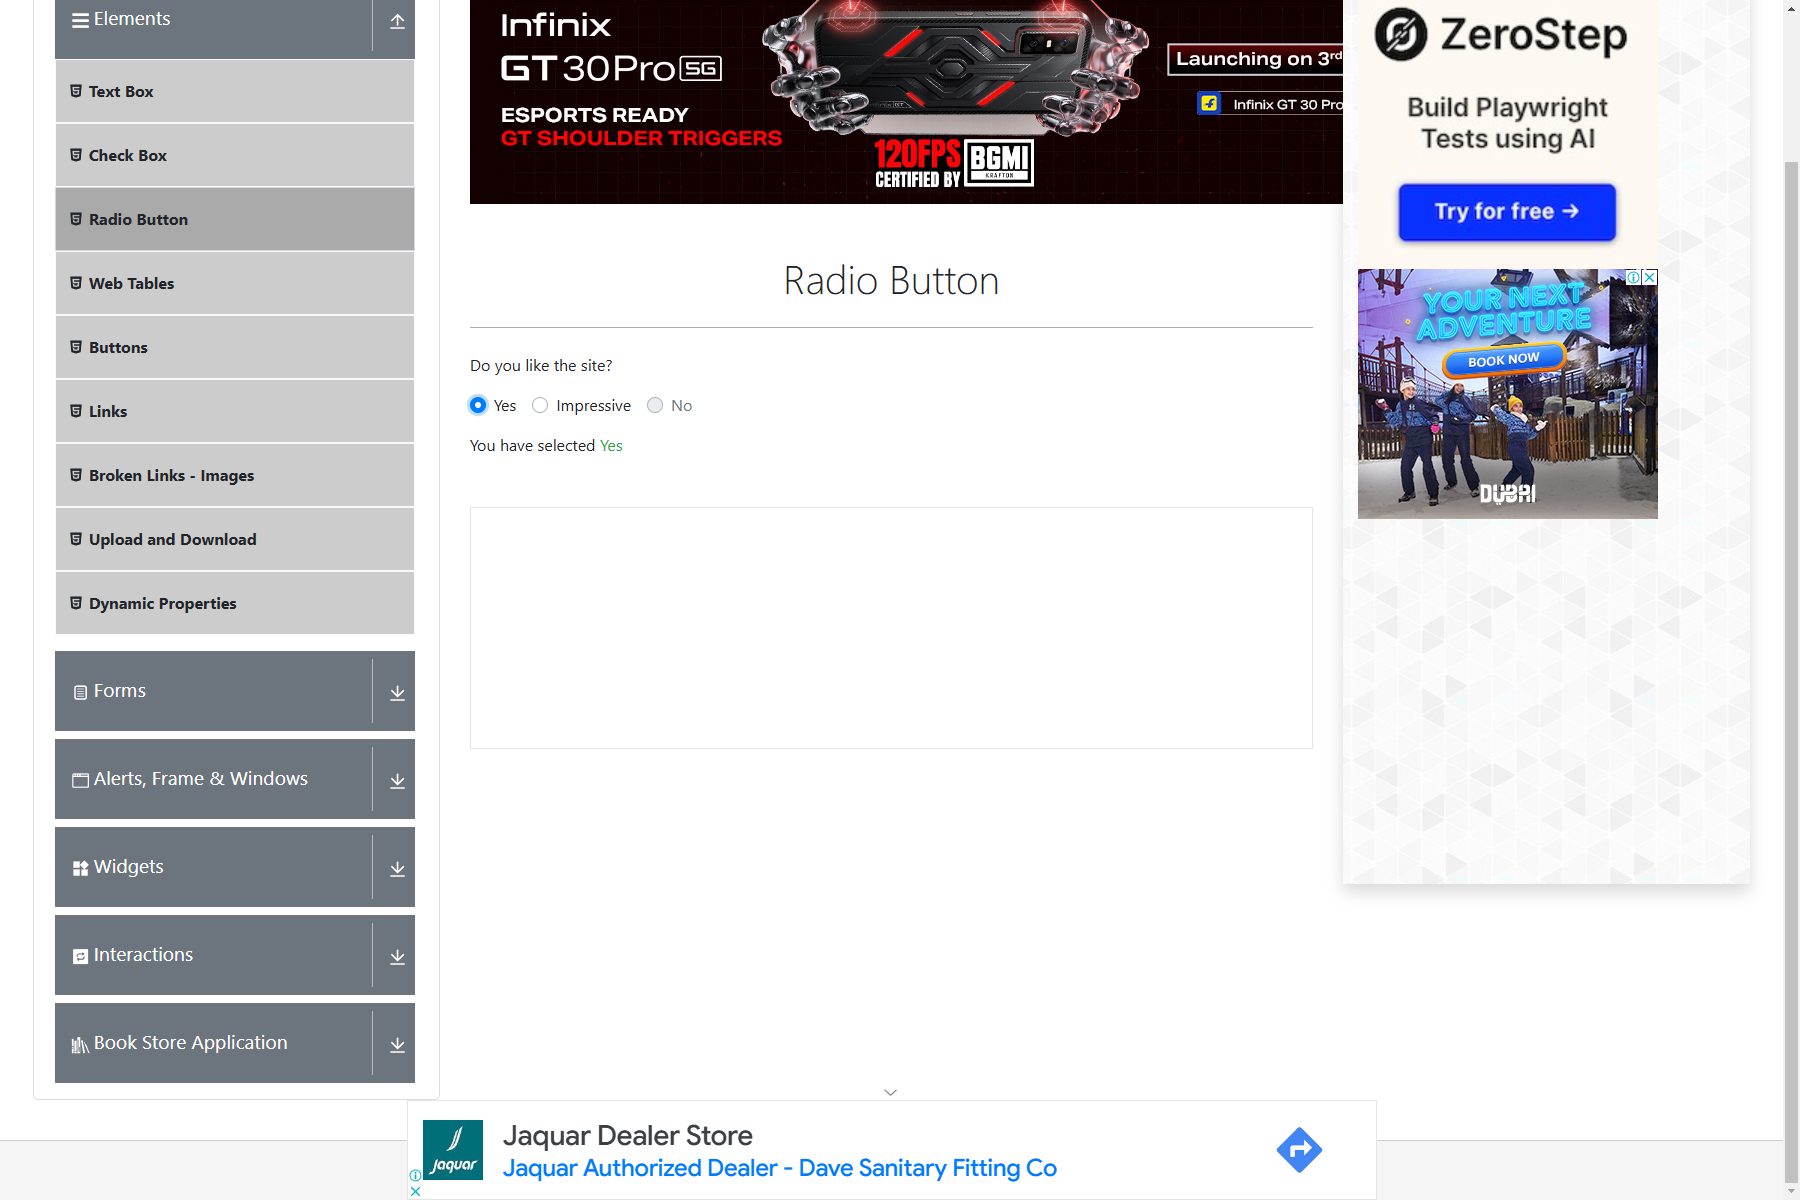 Elements
Text Box
Check Box
Radio Button
Web Tables
Buttons
Links
Broken Links - Images
Upload and Download
Dynamic Properties
Forms
Alerts, Frame & Windows
Widgets
Interactions
Book Store Application
Infinix
GT 30 Pro 5G
ESPORTS READY
GT SHOULDER TRIGGERS
120FPS
CERTIFIED BY
BGMI
KRAFTON
Launching on 3rd
Infinix GT 30 Pro
Radio Button
Do you like the site?
Yes Impressive No
You have selected Yes
ZeroStep
Build Playwright
Tests using AI
Try for free →
YOUR NEXT
ADVENTURE
BOOK NOW
DUBAI
Jaquar
Jaquar Dealer Store
Jaquar Authorized Dealer - Dave Sanitary Fitting Co